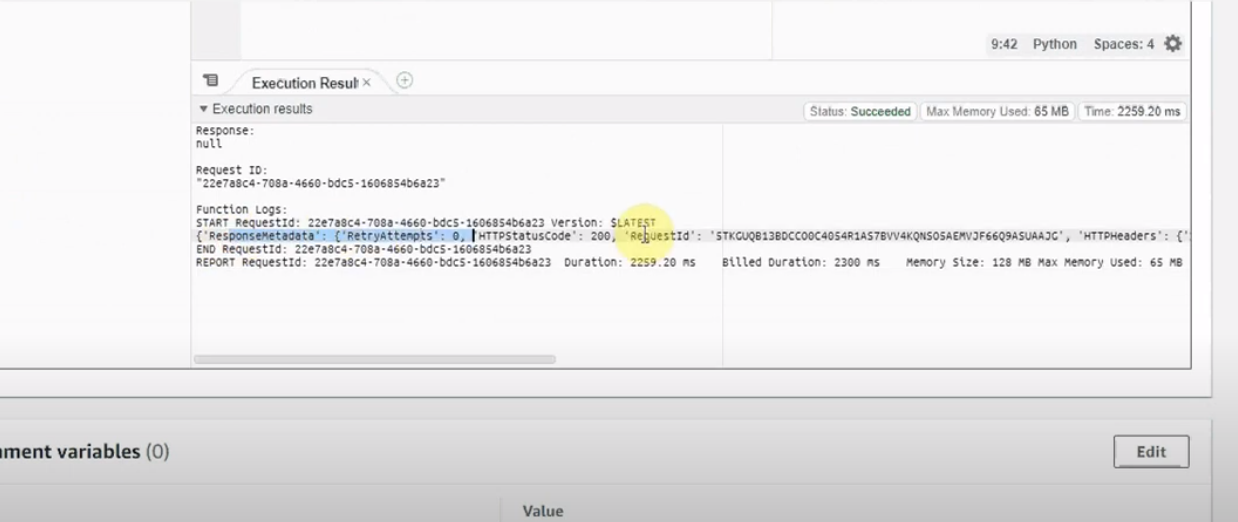 9:42 Python Spaces: 4
Execution Result ×
Execution results
Status: Succeeded Max Memory Used: 65 MB Time: 2259.20 ms
Response:
null
Request ID:
"22e7a8c4-708a-4660-bdc5-1606854b6a23"
Function Logs:
START RequestId: 22e7a8c4-708a-4660-bdc5-1606854b6a23 Version: $LATEST
{'ResponseMetadata': {'RetryAttempts': 0, 'HTTPStatusCode': 200, 'RequestId': 'STKGUQB13BDCCO0C4054R1AS7BVV4KQNSO5AEMVJF66Q9ASUAAJG', 'HTTPHeaders': {'
END RequestId: 22e7a8c4-708a-4660-bdc5-1606854b6a23
REPORT RequestId: 22e7a8c4-708a-4660-bdc5-1606854b6a23 Duration: 2259.20 ms Billed Duration: 2300 ms Memory Size: 128 MB Max Memory Used: 65 MB
nment variables (0)
Edit
Value